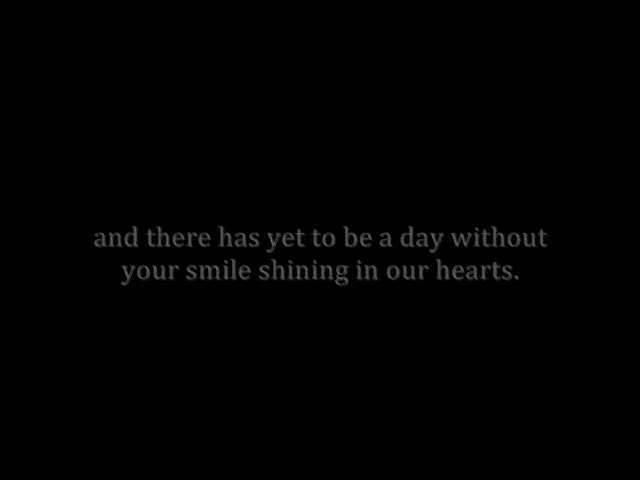 and there has yet to be a day without
your smile shining in our hearts.